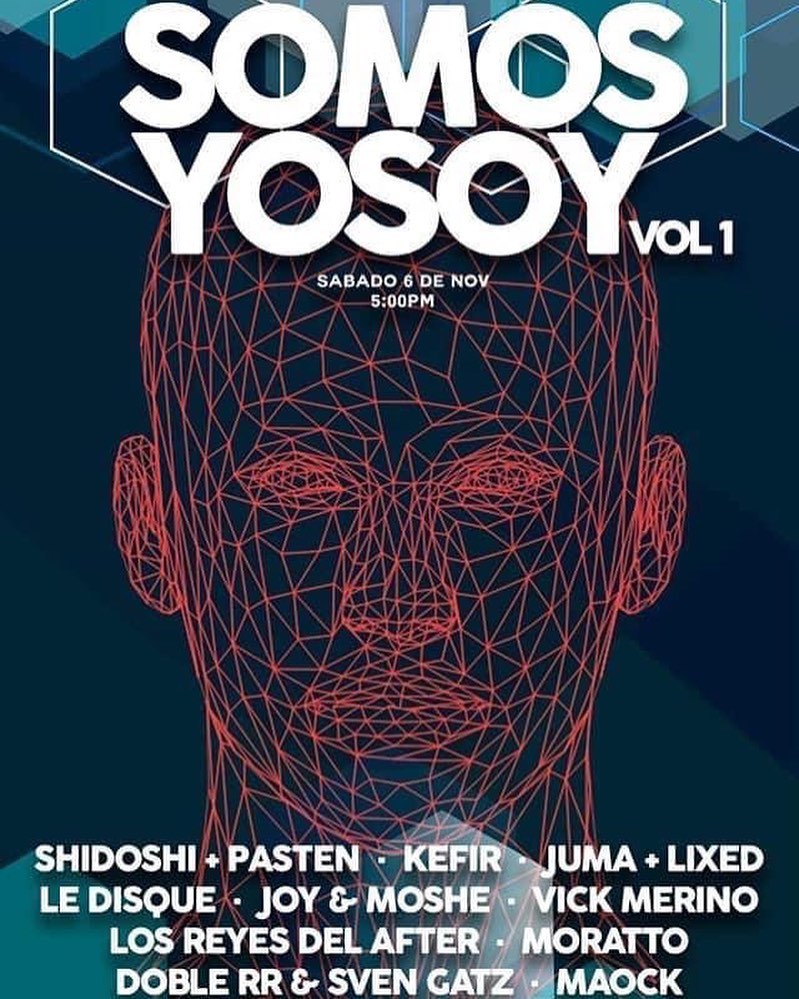 SOMOS
YOSOY
VOL 1
SABADO 6 DE NOV
5:00PM
SHIDOSHI + PASTEN · KEFIR · JUMA + LIXED
LE DISQUE · JOY & MOSHE · VICK MERINO
LOS REYES DEL AFTER · MORATTO
DOBLE RR & SVEN GATZ · MAOCK